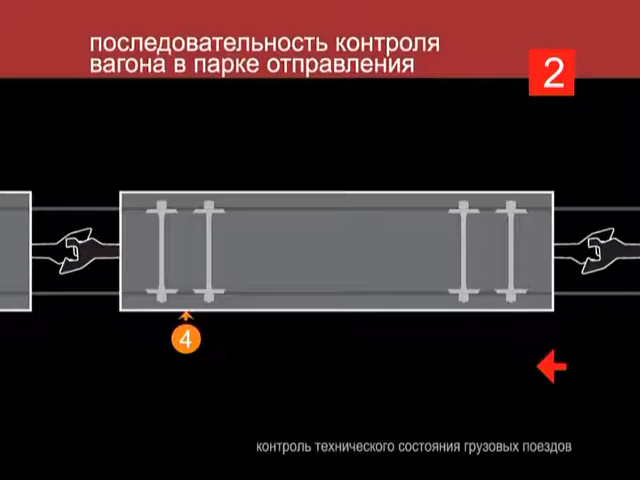 последовательность контроля
вагона в парке отправления
2
4
контроль технического состояния грузовых поездов